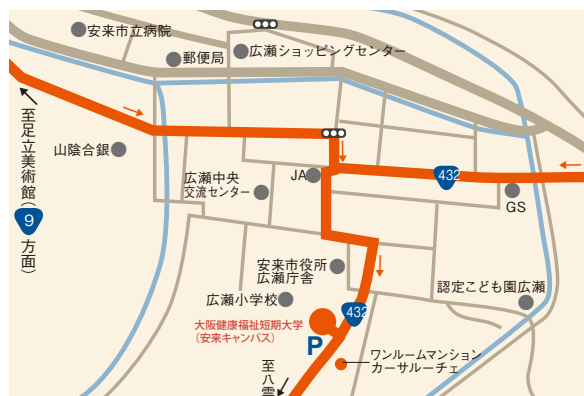 安来市立病院
広瀬ショッピングセンター
郵便局
山陰合銀
至足立美術館(
9
方面)
広瀬中央
交流センター
JA
432
GS
安来市役所
広瀬庁舎
広瀬小学校
認定こども園広瀬
大阪健康福祉短期大学
(安来キャンパス)
432
P
ワンルームマンション
カーサルーチェ
至八雲